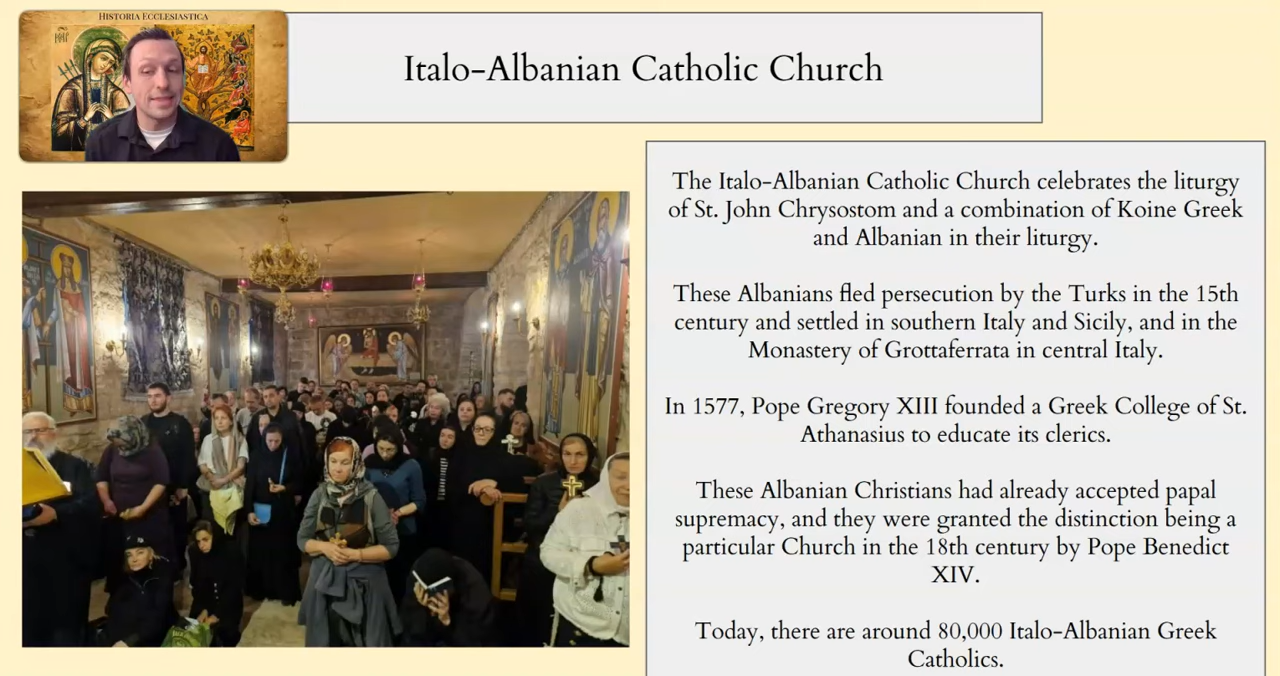 HISTORIA ECCLESIASTICA
Italo-Albanian Catholic Church
The Italo-Albanian Catholic Church celebrates the liturgy
of St. John Chrysostom and a combination of Koine Greek
and Albanian in their liturgy.
These Albanians fled persecution by the Turks in the 15th
century and settled in southern Italy and Sicily, and in the
Monastery of Grottaferrata in central Italy.
In 1577, Pope Gregory XIII founded a Greek College of St.
Athanasius to educate its clerics.
These Albanian Christians had already accepted papal
supremacy, and they were granted the distinction being a
particular Church in the 18th century by Pope Benedict
XIV.
Today, there are around 80,000 Italo-Albanian Greek
Catholics.